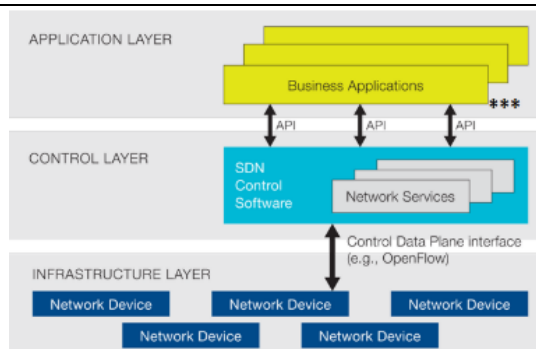 APPLICATION LAYER
Business Applications
***
API
API
API
CONTROL LAYER
SDN
Control
Software
Network Services
Control Data Plane interface
(e.g., OpenFlow)
INFRASTRUCTURE LAYER
Network Device
Network Device
Network Device
Network Device
Network Device